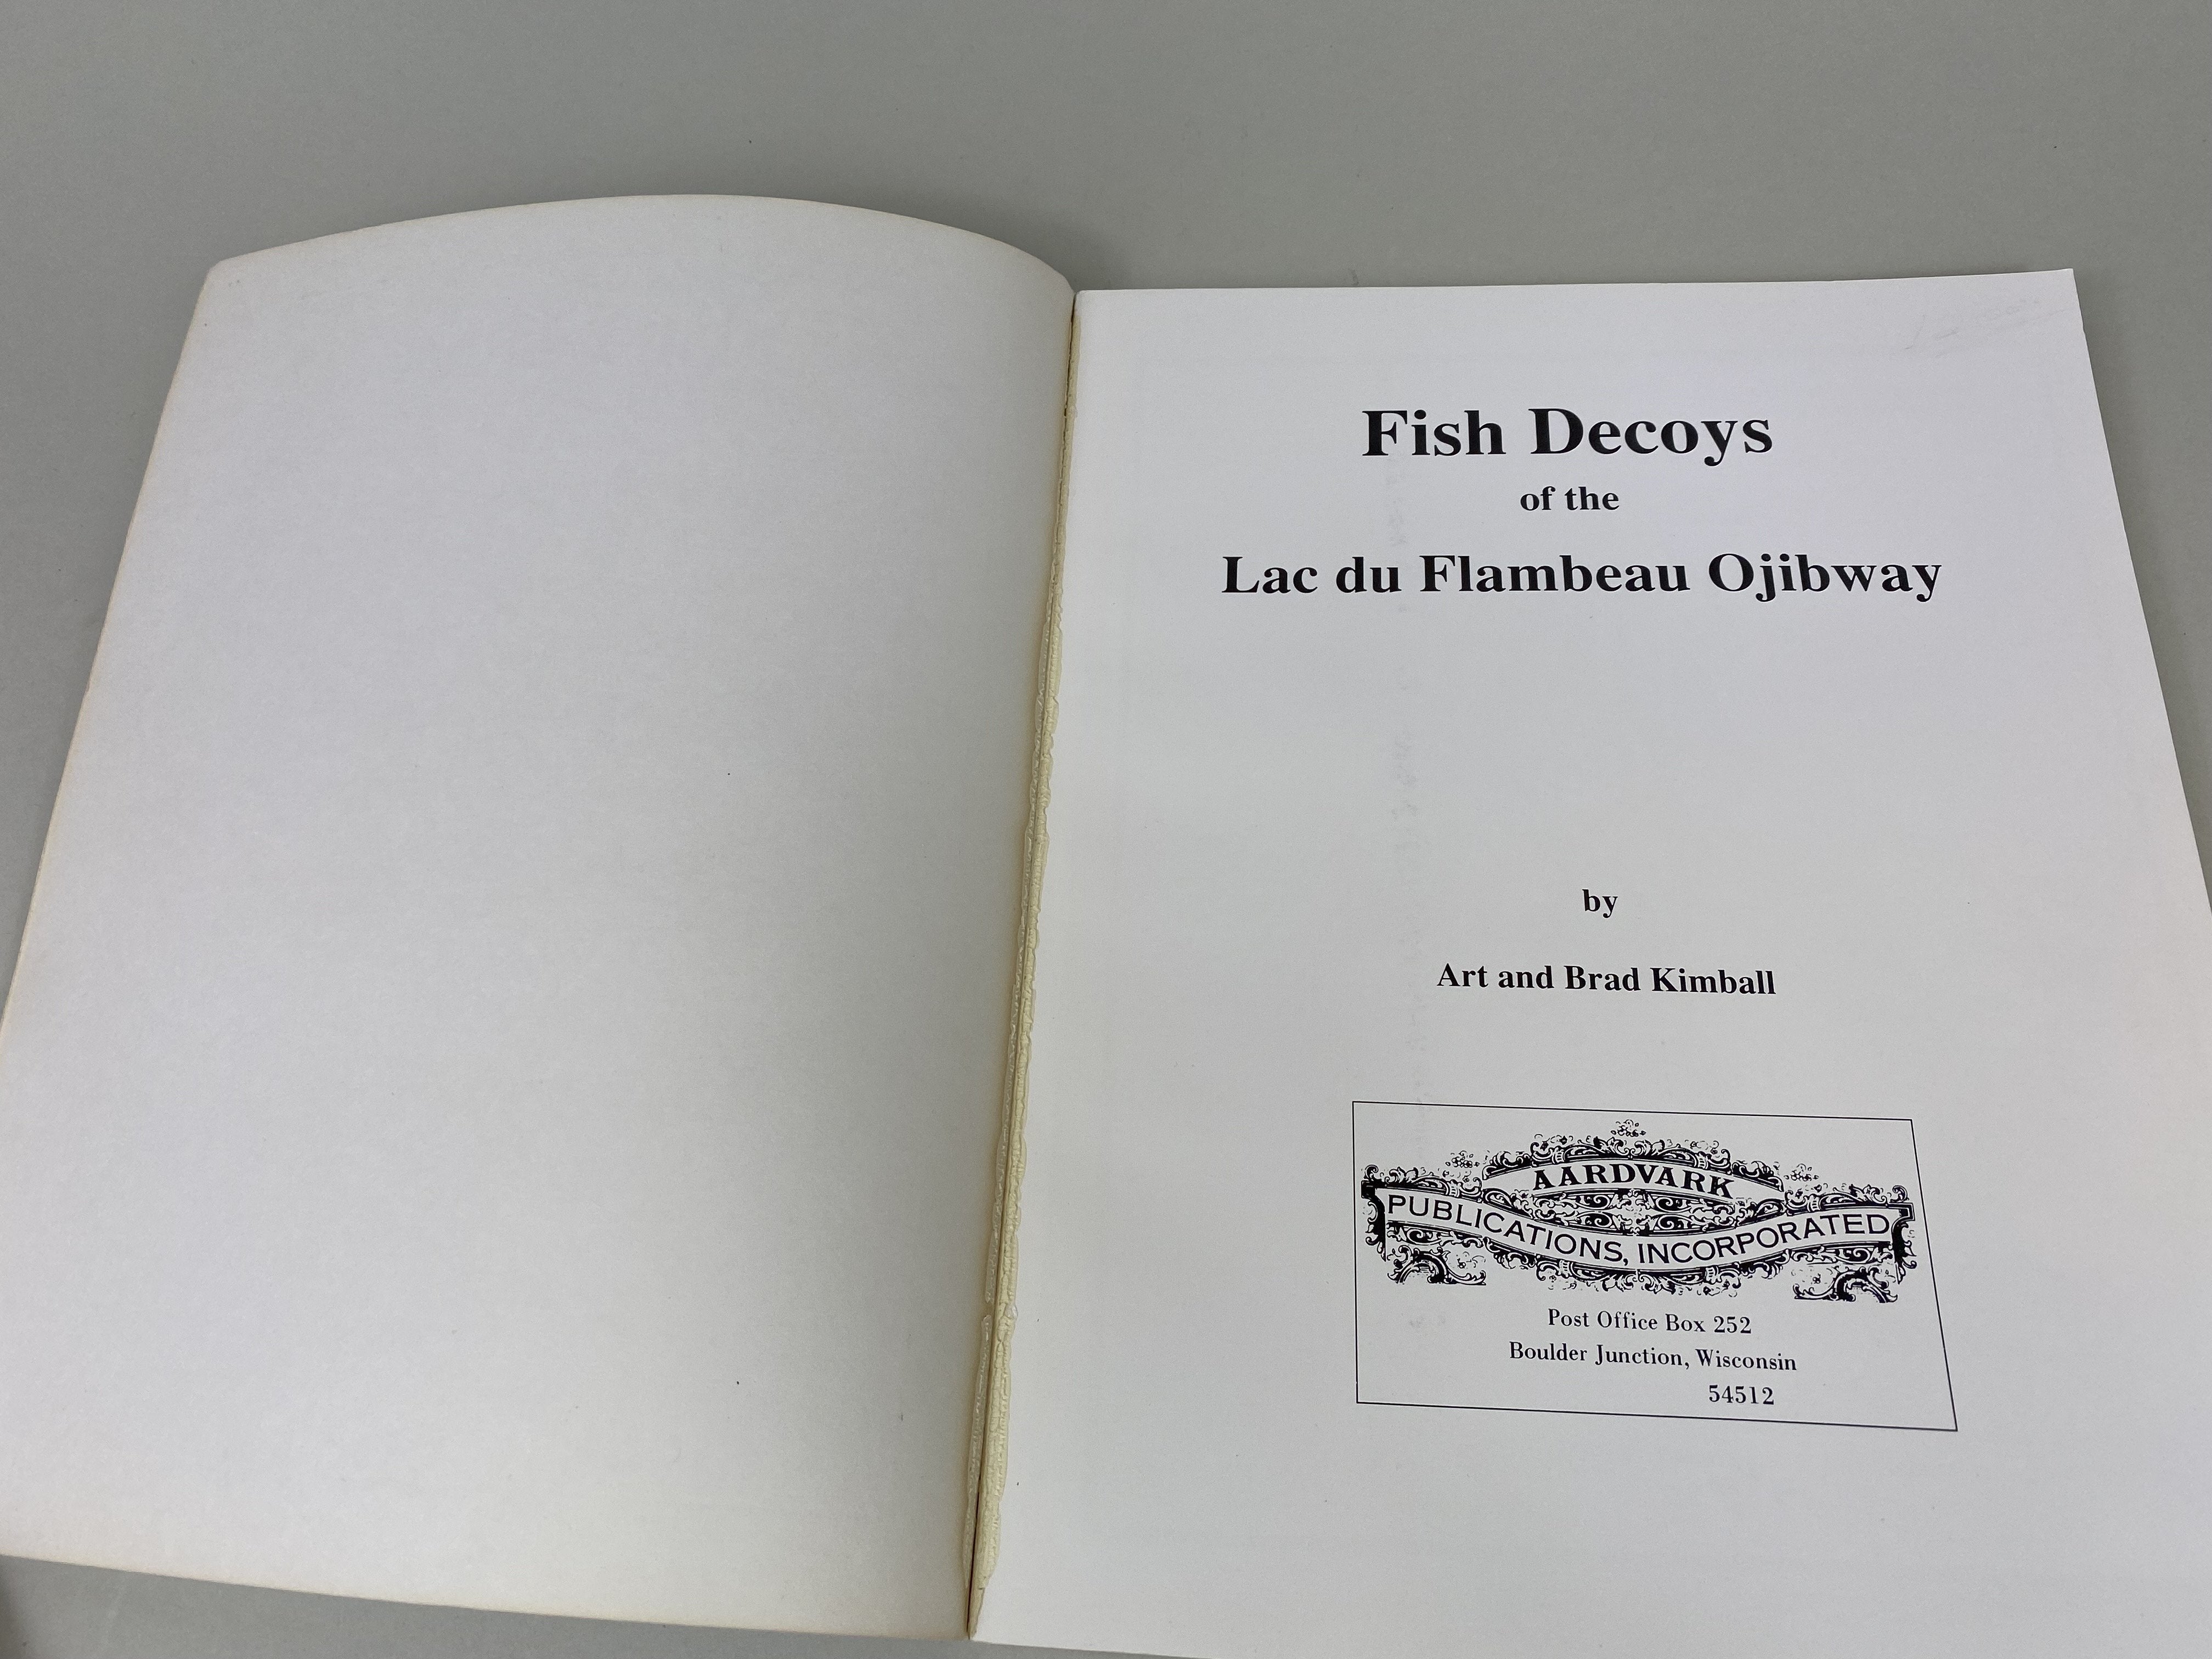 Fish Decoys
of the
Lac du Flambeau Ojibway
by
Art and Brad Kimball
AARDVARK
PUBLICATIONS, INCORPORATED
Post Office Box 252
Boulder Junction, Wisconsin
54512